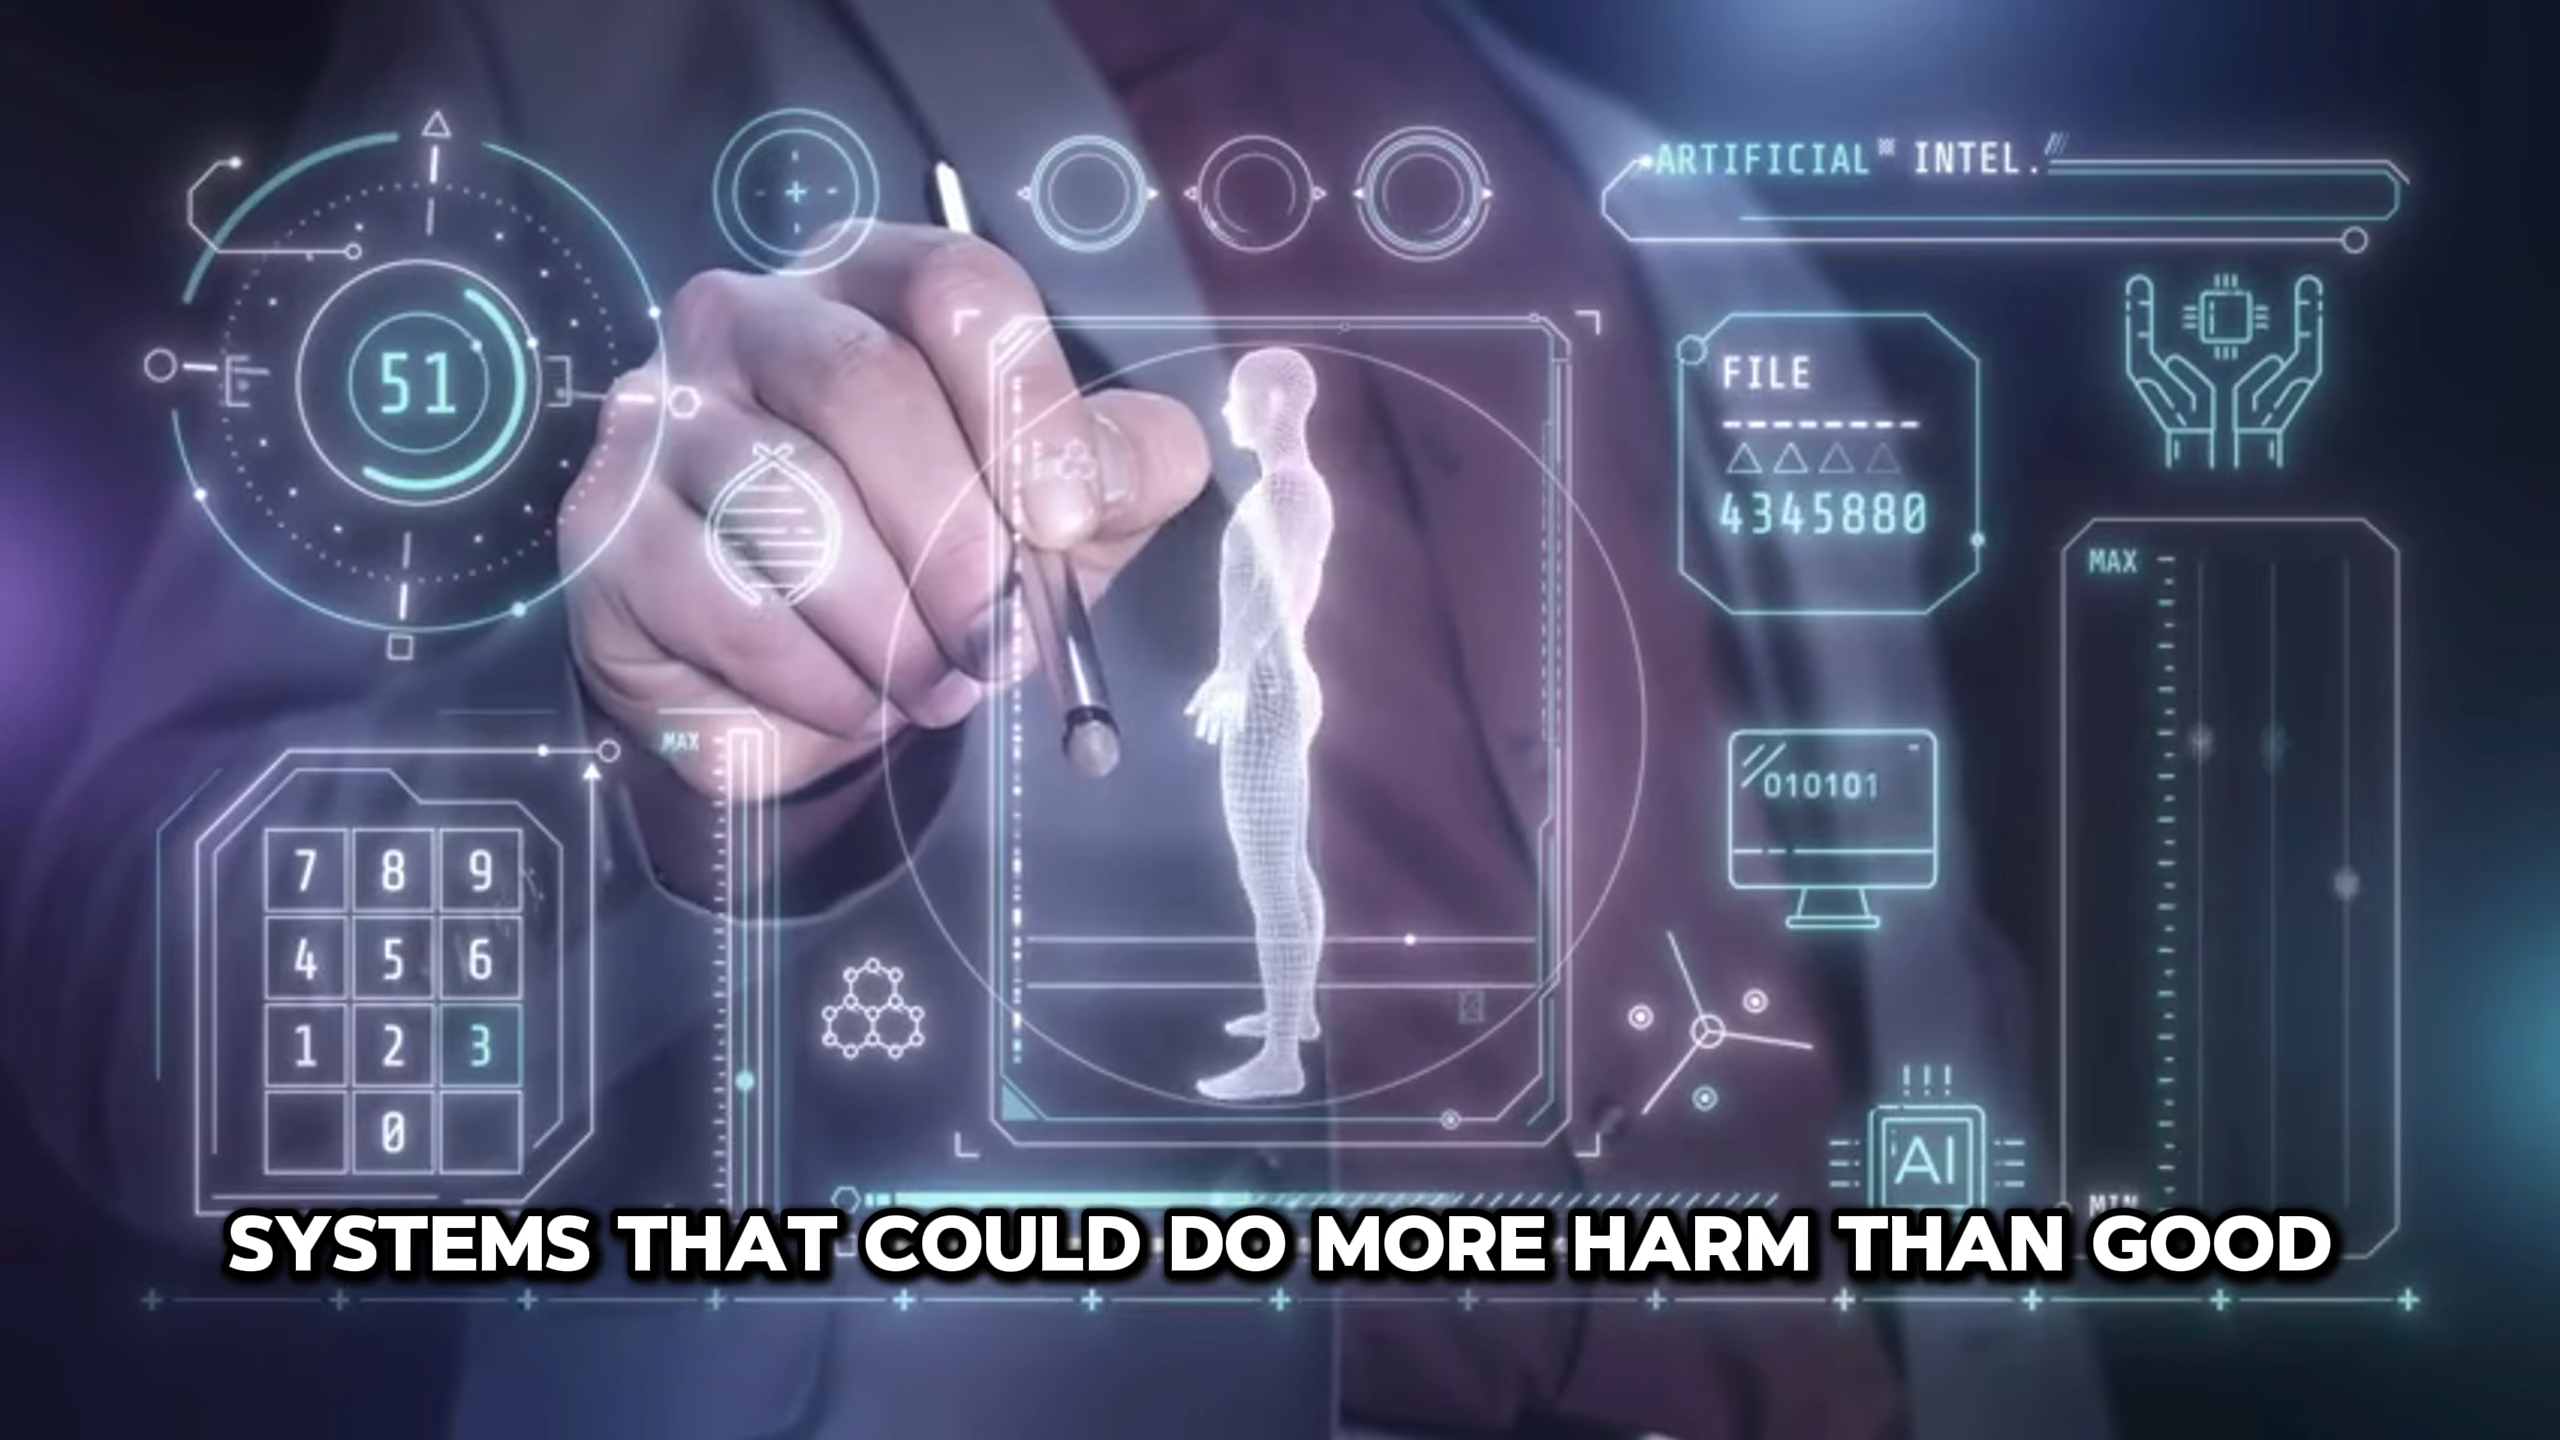 ARTIFICIAL INTEL.
51
FILE
4345880
MAX
MAX
010101
7 8 9
4 5 6
1 2 3
0
AI
MIN
SYSTEMS THAT COULD DO MORE HARM THAN GOOD